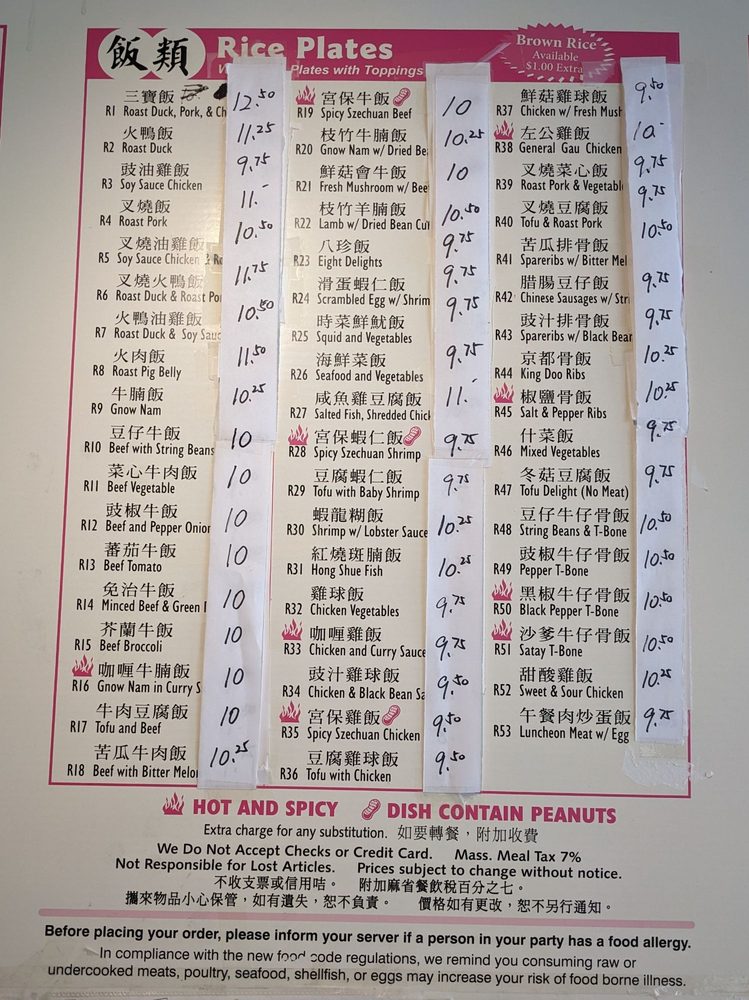 飯類 Rice Plates
Plates with Toppings
Brown Rice
Available
$1.00 Extra
三寶飯 12.50
R1 Roast Duck, Pork, &
火鴨飯 11.25
R2 Roast Duck
豉油雞飯 9.75
R3 Soy Sauce Chicken
叉燒飯 11.-
R4 Roast Pork
叉燒油雞飯 10.50
R5 Soy Sauce Chicken &
叉燒火鴨飯 11.75
R6 Roast Duck & Roast
火鴨油雞飯 10.50
R7 Roast Duck & Soy
火肉飯 11.50
R8 Roast Pig Belly
牛腩飯 10.25
R9 Gnow Nam
豆仔牛飯 10
R10 Beef with String Beans
菜心牛肉飯 10
R11 Beef Vegetable
豉椒牛飯 10
R12 Beef and Pepper Onion
蕃茄牛飯 10
R13 Beef Tomato
免治牛飯 10
R14 Minced Beef & Green
芥蘭牛飯 10
R15 Beef Broccoli
咖喱牛腩飯 10
R16 Gnow Nam in Curry
牛肉豆腐飯 10
R17 Tofu and Beef
苦瓜牛肉飯 10.25
R18 Beef with Bitter Melon
宮保牛飯 10
R19 Spicy Szechuan Beef
枝竹牛腩飯 10.25
R20 Gnow Nam w/ Dried
鮮菇會牛飯 10
R21 Fresh Mushroom w/ Beef
枝竹羊腩飯 10.50
R22 Lamb w/ Dried Bean
八珍飯 9.75
R23 Eight Delights
滑蛋蝦仁飯 9.75
R24 Scrambled Egg w/
時菜鮮魷飯 9.75
R25 Squid and Vegetables
海鮮菜飯 9.75
R26 Seafood and Vegetables
咸魚雞豆腐飯 11.-
R27 Salted Fish, Shredded
宮保蝦仁飯 9.75
R28 Spicy Szechuan Shrimp
豆腐蝦仁飯 9.75
R29 Tofu with Baby Shrimp
蝦龍糊飯 10.25
R30 Shrimp w/ Lobster Sauce
紅燒斑腩飯 10.25
R31 Hong Shue Fish
雞球飯 9.75
R32 Chicken Vegetables
咖喱雞飯 9.75
R33 Chicken and Curry Sauce
豉汁雞球飯 9.50
R34 Chicken & Black Bean
宮保雞飯 9.50
R35 Spicy Szechuan Chicken
豆腐雞球飯 9.50
R36 Tofu with Chicken
鮮菇雞球飯 9.50
R37 Chicken w/ Fresh
左公雞飯 10.-
R38 General Gau Chicken
叉燒菜心飯 9.75
R39 Roast Pork &
叉燒豆腐飯 9.75
R40 Tofu & Roast Pork
苦瓜排骨飯 10.50
R41 Spareribs w/ Bitter
腊腸豆仔飯 9.75
R42 Chinese Sausages w/
豉汁排骨飯 9.75
R43 Spareribs w/ Black
京都骨飯 10.25
R44 King Doo Ribs
椒鹽骨飯 10.25
R45 Salt & Pepper Ribs
什菜飯 9.75
R46 Mixed Vegetables
冬菇豆腐飯 9.75
R47 Tofu Delight (No Meat)
豆仔牛仔骨飯 10.50
R48 String Beans & T-Bone
豉椒牛仔骨飯 10.50
R49 Pepper T-Bone
黑椒牛仔骨飯 10.50
R50 Black Pepper T-Bone
沙爹牛仔骨飯 10.50
R51 Satay T-Bone
甜酸雞飯 10.25
R52 Sweet & Sour Chicken
午餐肉炒蛋飯 9.75
R53 Luncheon Meat w/ Egg
HOT AND SPICY DISH CONTAIN PEANUTS
Extra charge for any substitution. 如要轉餐，附加收費
We Do Not Accept Checks or Credit Card. Mass. Meal Tax 7%
Not Responsible for Lost Articles. Prices subject to change without notice.
不收支票或信用咭。 附加麻省餐飲稅百分之七。
攜來物品小心保管，如有遺失，恕不負責。 價格如有更改，恕不另行通知。
Before placing your order, please inform your server if a person in your party has a food allergy.
In compliance with the new food code regulations, we remind you consuming raw or
undercooked meats, poultry, seafood, shellfish, or eggs may increase your risk of food borne illness.